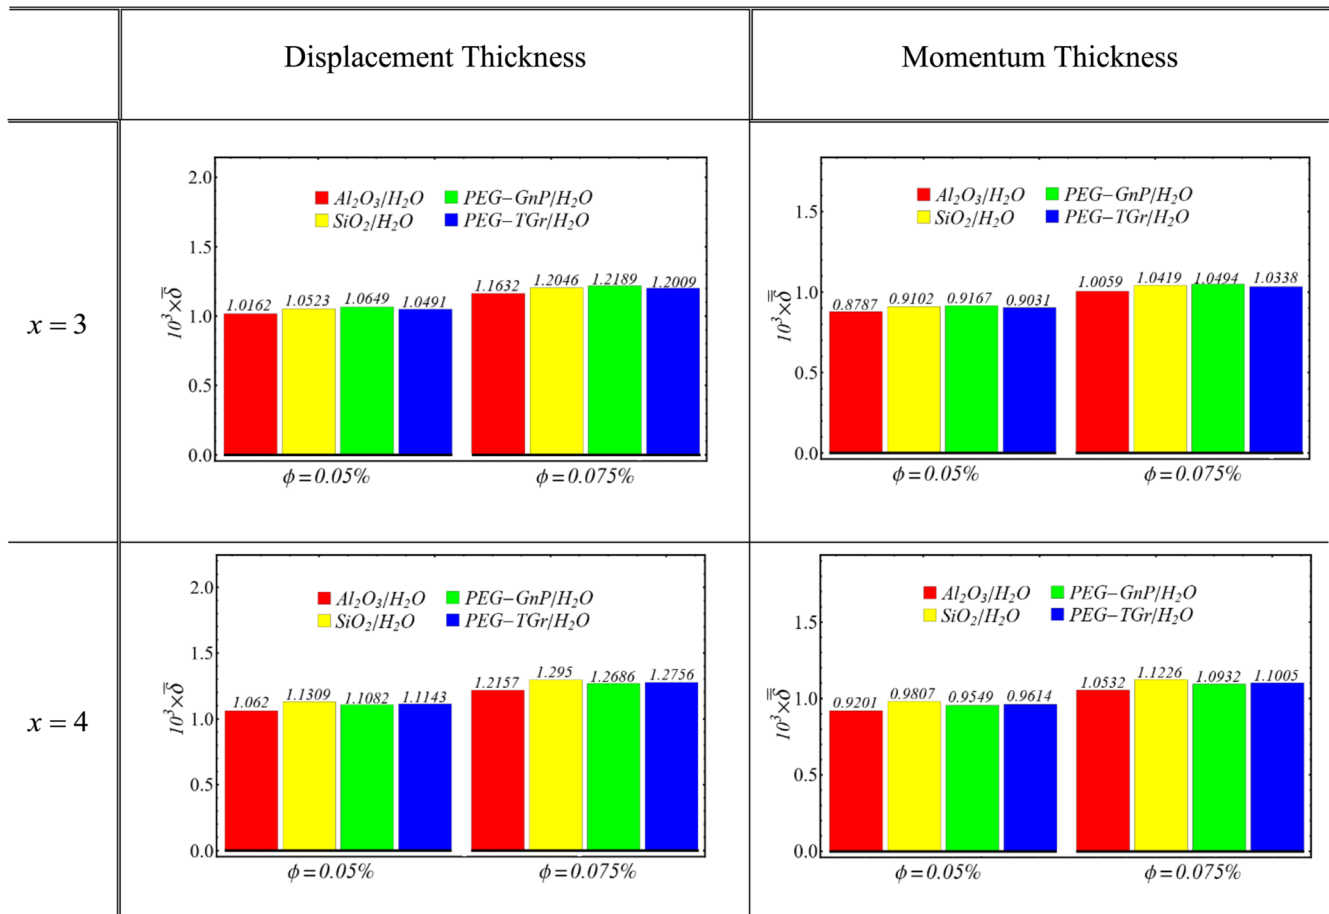 Displacement Thickness
Momentum Thickness
x = 3
10³×δ̅
2.0
1.5
1.0
0.5
0.0
Al₂O₃/H₂O PEG–GnP/H₂O
SiO₂/H₂O PEG–TGr/H₂O
1.0162 1.0523 1.0649 1.0491 1.1632 1.2046 1.2189 1.2009
ϕ=0.05% ϕ=0.075%
10³×δ̿
1.5
1.0
0.5
0.0
Al₂O₃/H₂O PEG–GnP/H₂O
SiO₂/H₂O PEG–TGr/H₂O
0.8787 0.9102 0.9167 0.9031 1.0059 1.0419 1.0494 1.0338
ϕ=0.05% ϕ=0.075%
x = 4
10³×δ̅
2.0
1.5
1.0
0.5
0.0
Al₂O₃/H₂O PEG–GnP/H₂O
SiO₂/H₂O PEG–TGr/H₂O
1.062 1.1309 1.1082 1.1143 1.2157 1.295 1.2686 1.2756
ϕ=0.05% ϕ=0.075%
10³×δ̿
1.5
1.0
0.5
0.0
Al₂O₃/H₂O PEG–GnP/H₂O
SiO₂/H₂O PEG–TGr/H₂O
0.9201 0.9807 0.9549 0.9614 1.0532 1.1226 1.0932 1.1005
ϕ=0.05% ϕ=0.075%